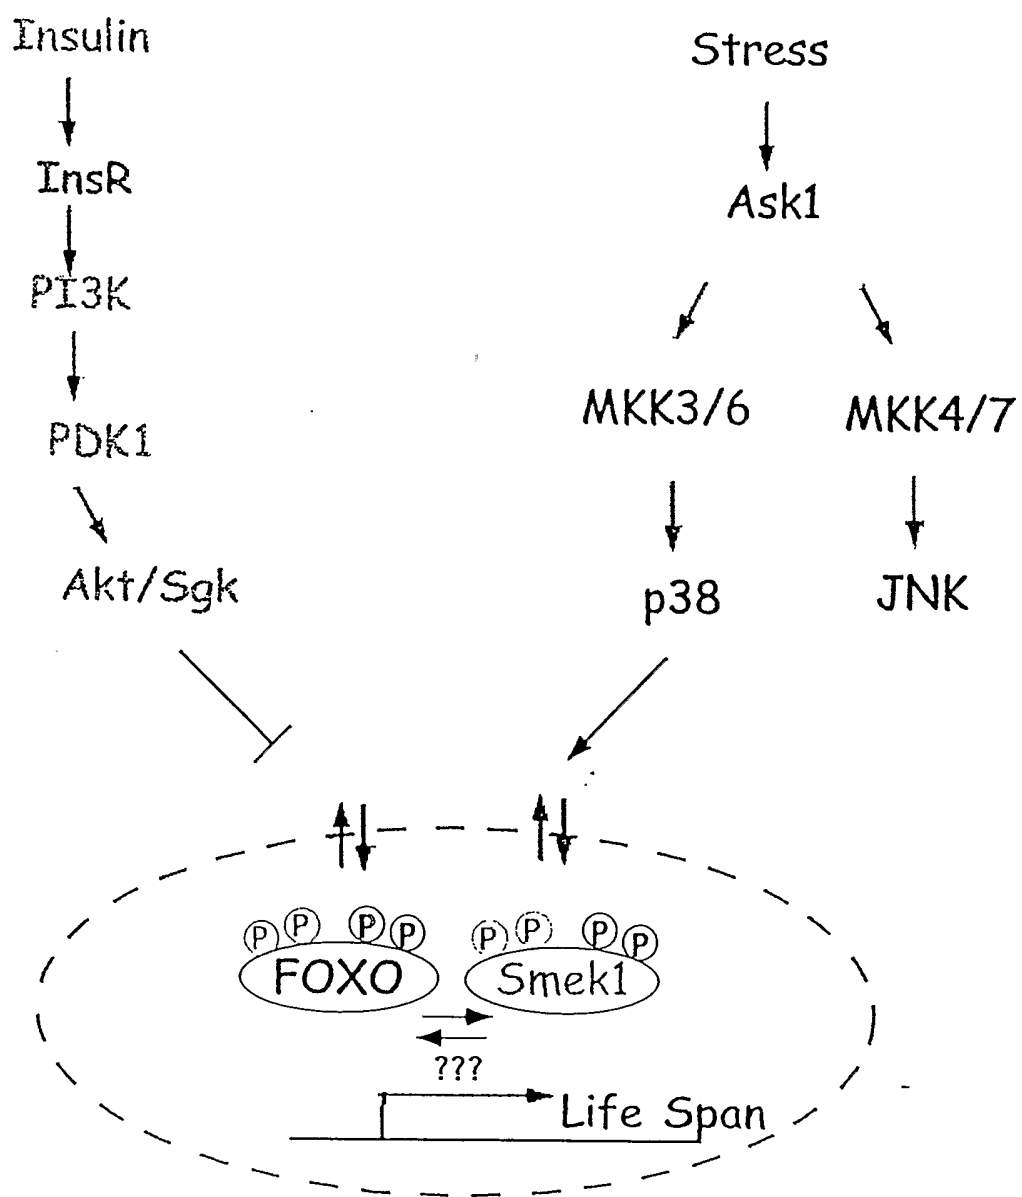 Insulin
Stress
InsR
Ask1
PI3K
MKK3/6
MKK4/7
PDK1
Akt/Sgk
p38
JNK
P P P P P P P P
FOXO
Smek1
???
Life Span